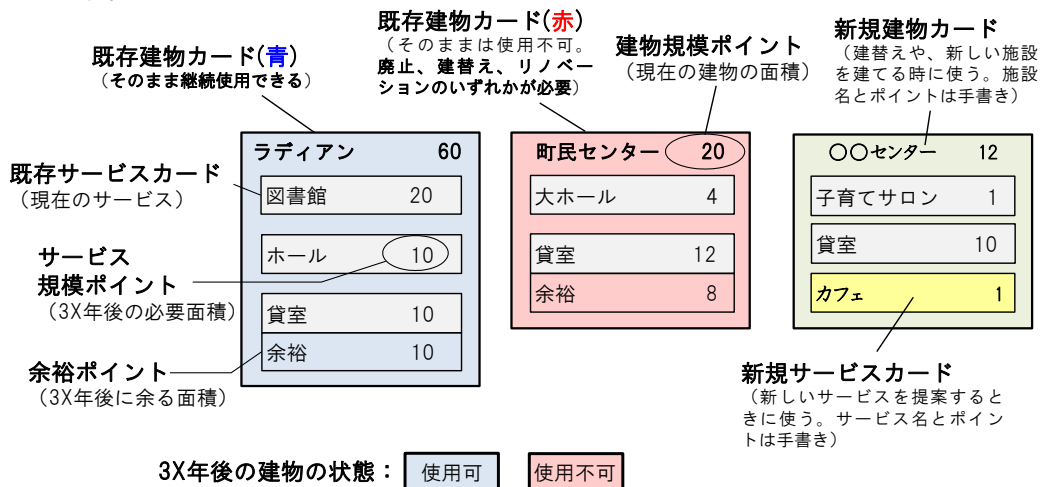 既存建物カード(青)
（そのまま継続使用できる）
既存建物カード(赤)
（そのままは使用不可。
廃止、建替え、リノベー
ションのいずれかが必要）
建物規模ポイント
（現在の建物の面積）
新規建物カード
（建替えや、新しい施設
を建てる時に使う。施設
名とポイントは手書き）
既存サービスカード
（現在のサービス）
サービス
規模ポイント
（3X年後の必要面積）
余裕ポイント
（3X年後に余る面積）
ラディアン 60
図書館 20
ホール 10
貸室 10
余裕 10
町民センター 20
大ホール 4
貸室 12
余裕 8
〇〇センター 12
子育てサロン 1
貸室 10
カフェ 1
新規サービスカード
（新しいサービスを提案すると
きに使う。サービス名とポイン
トは手書き）
3X年後の建物の状態： 使用可 使用不可